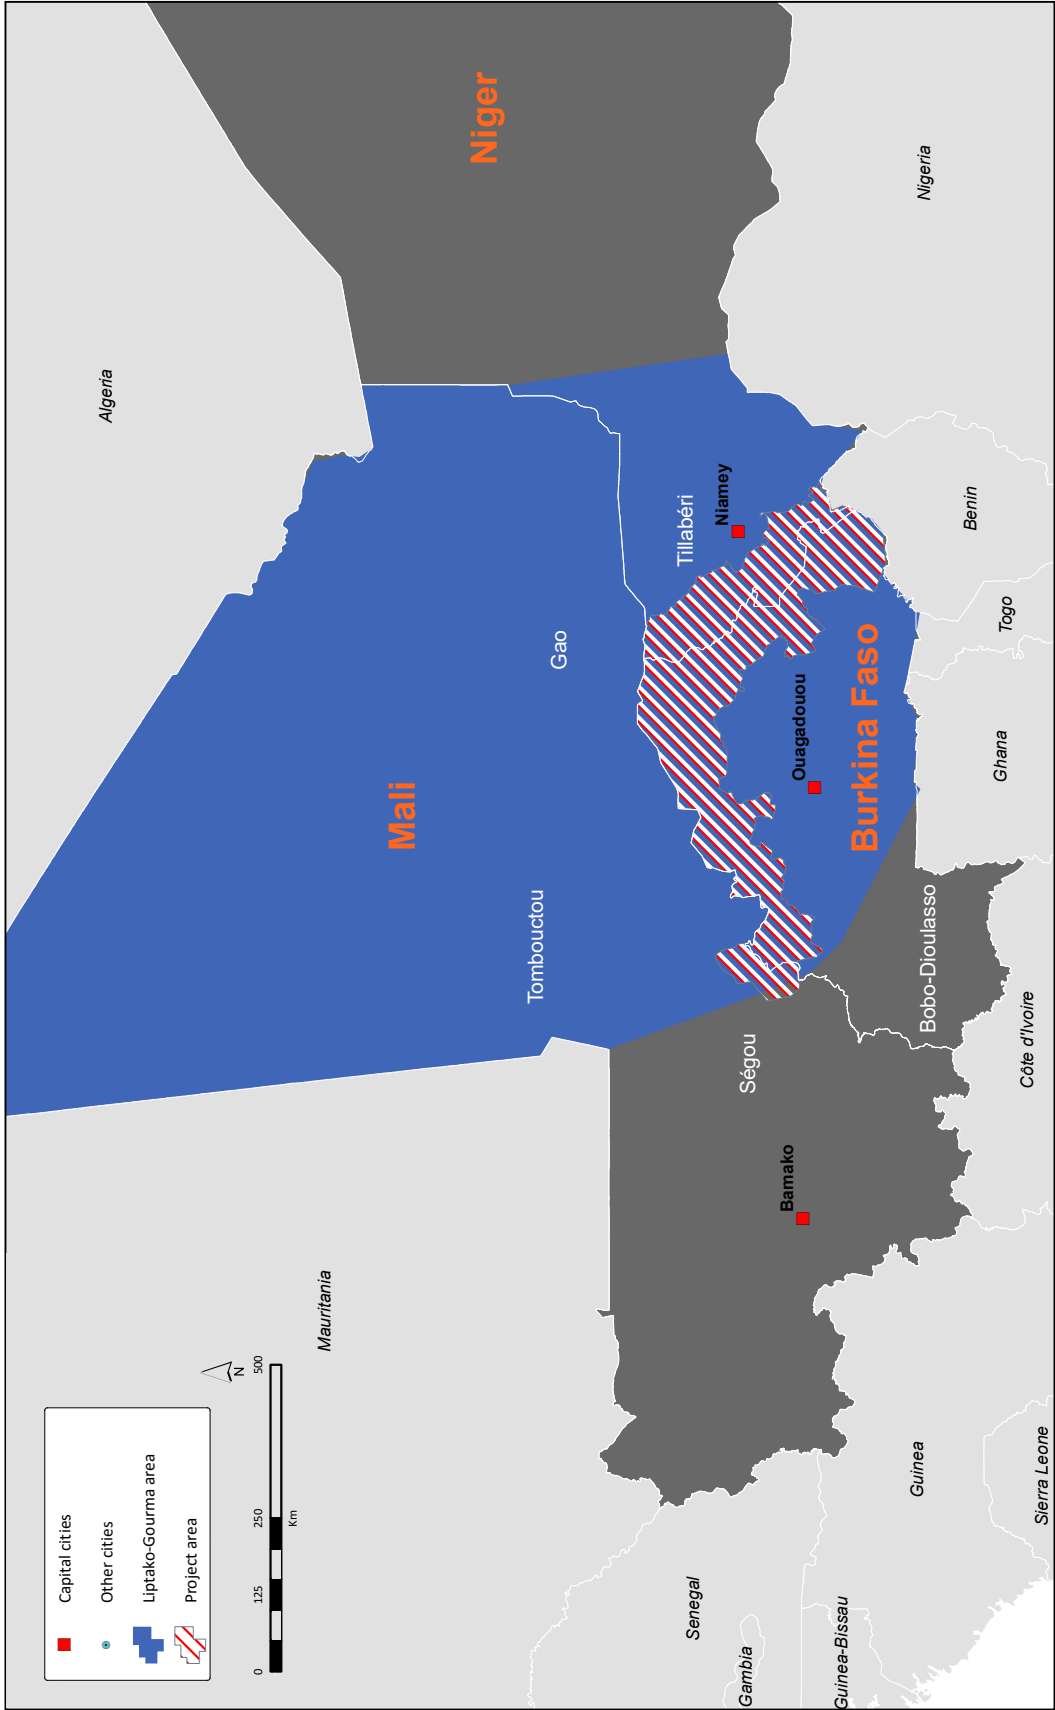 Algeria
Niger
Mali
Mauritania
Tombouctou
Gao
Tillabéri
Niamey
Nigeria
Ségou
Ouagadouou
Burkina Faso
Bamako
Bobo-Dioulasso
Benin
Togo
Ghana
Côte d'Ivoire
Senegal
Gambia
Guinea-Bissau
Guinea
Sierra Leone
Capital cities
Other cities
Liptako-Gourma area
Project area
N
0 125 250 500
Km